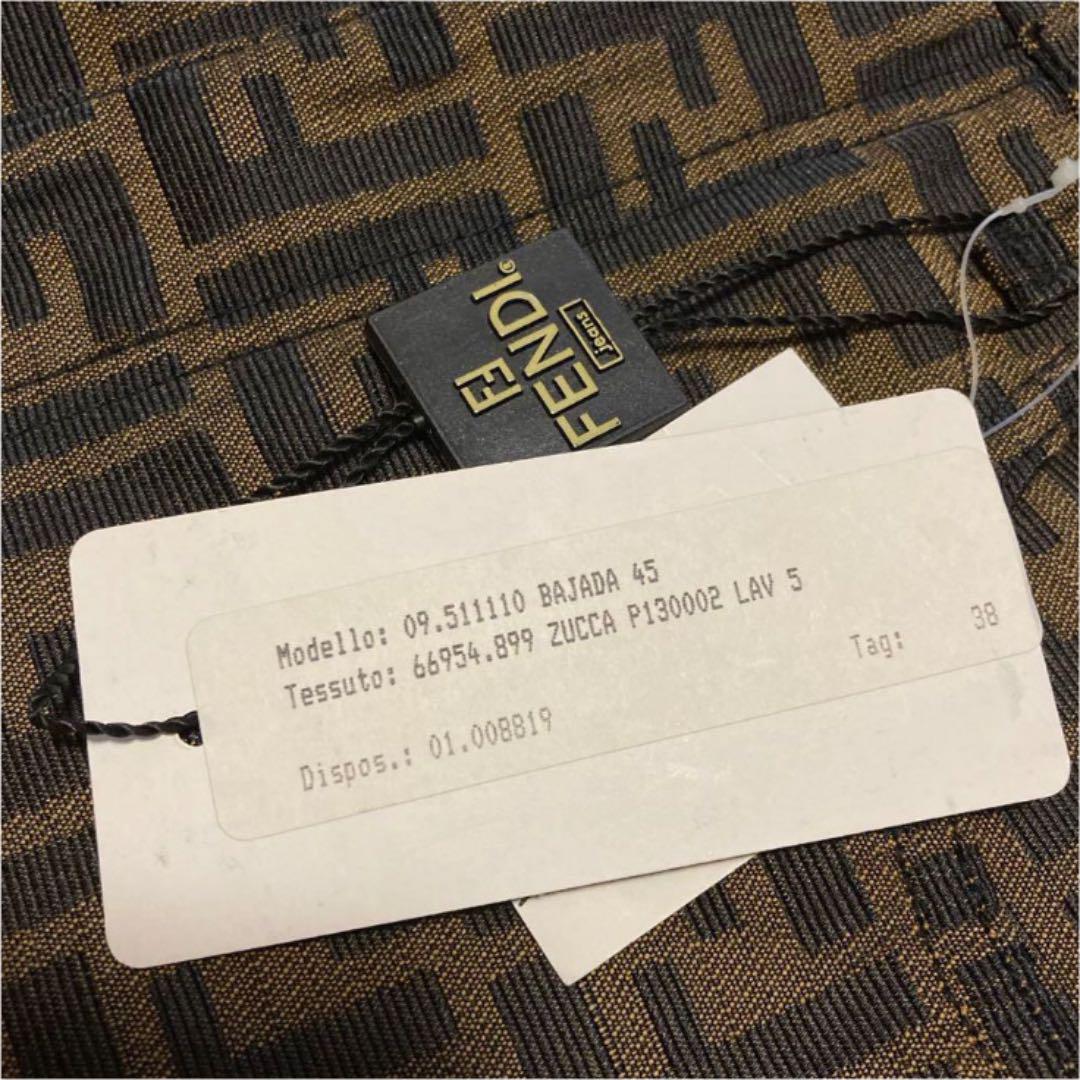 FF
FENDI®
jeans
Modello: 09.511110 BAJADA 45
Tessuto: 66954.899 ZUCCA P130002 LAV 5
Tag: 38
Dispos.: 01.008819